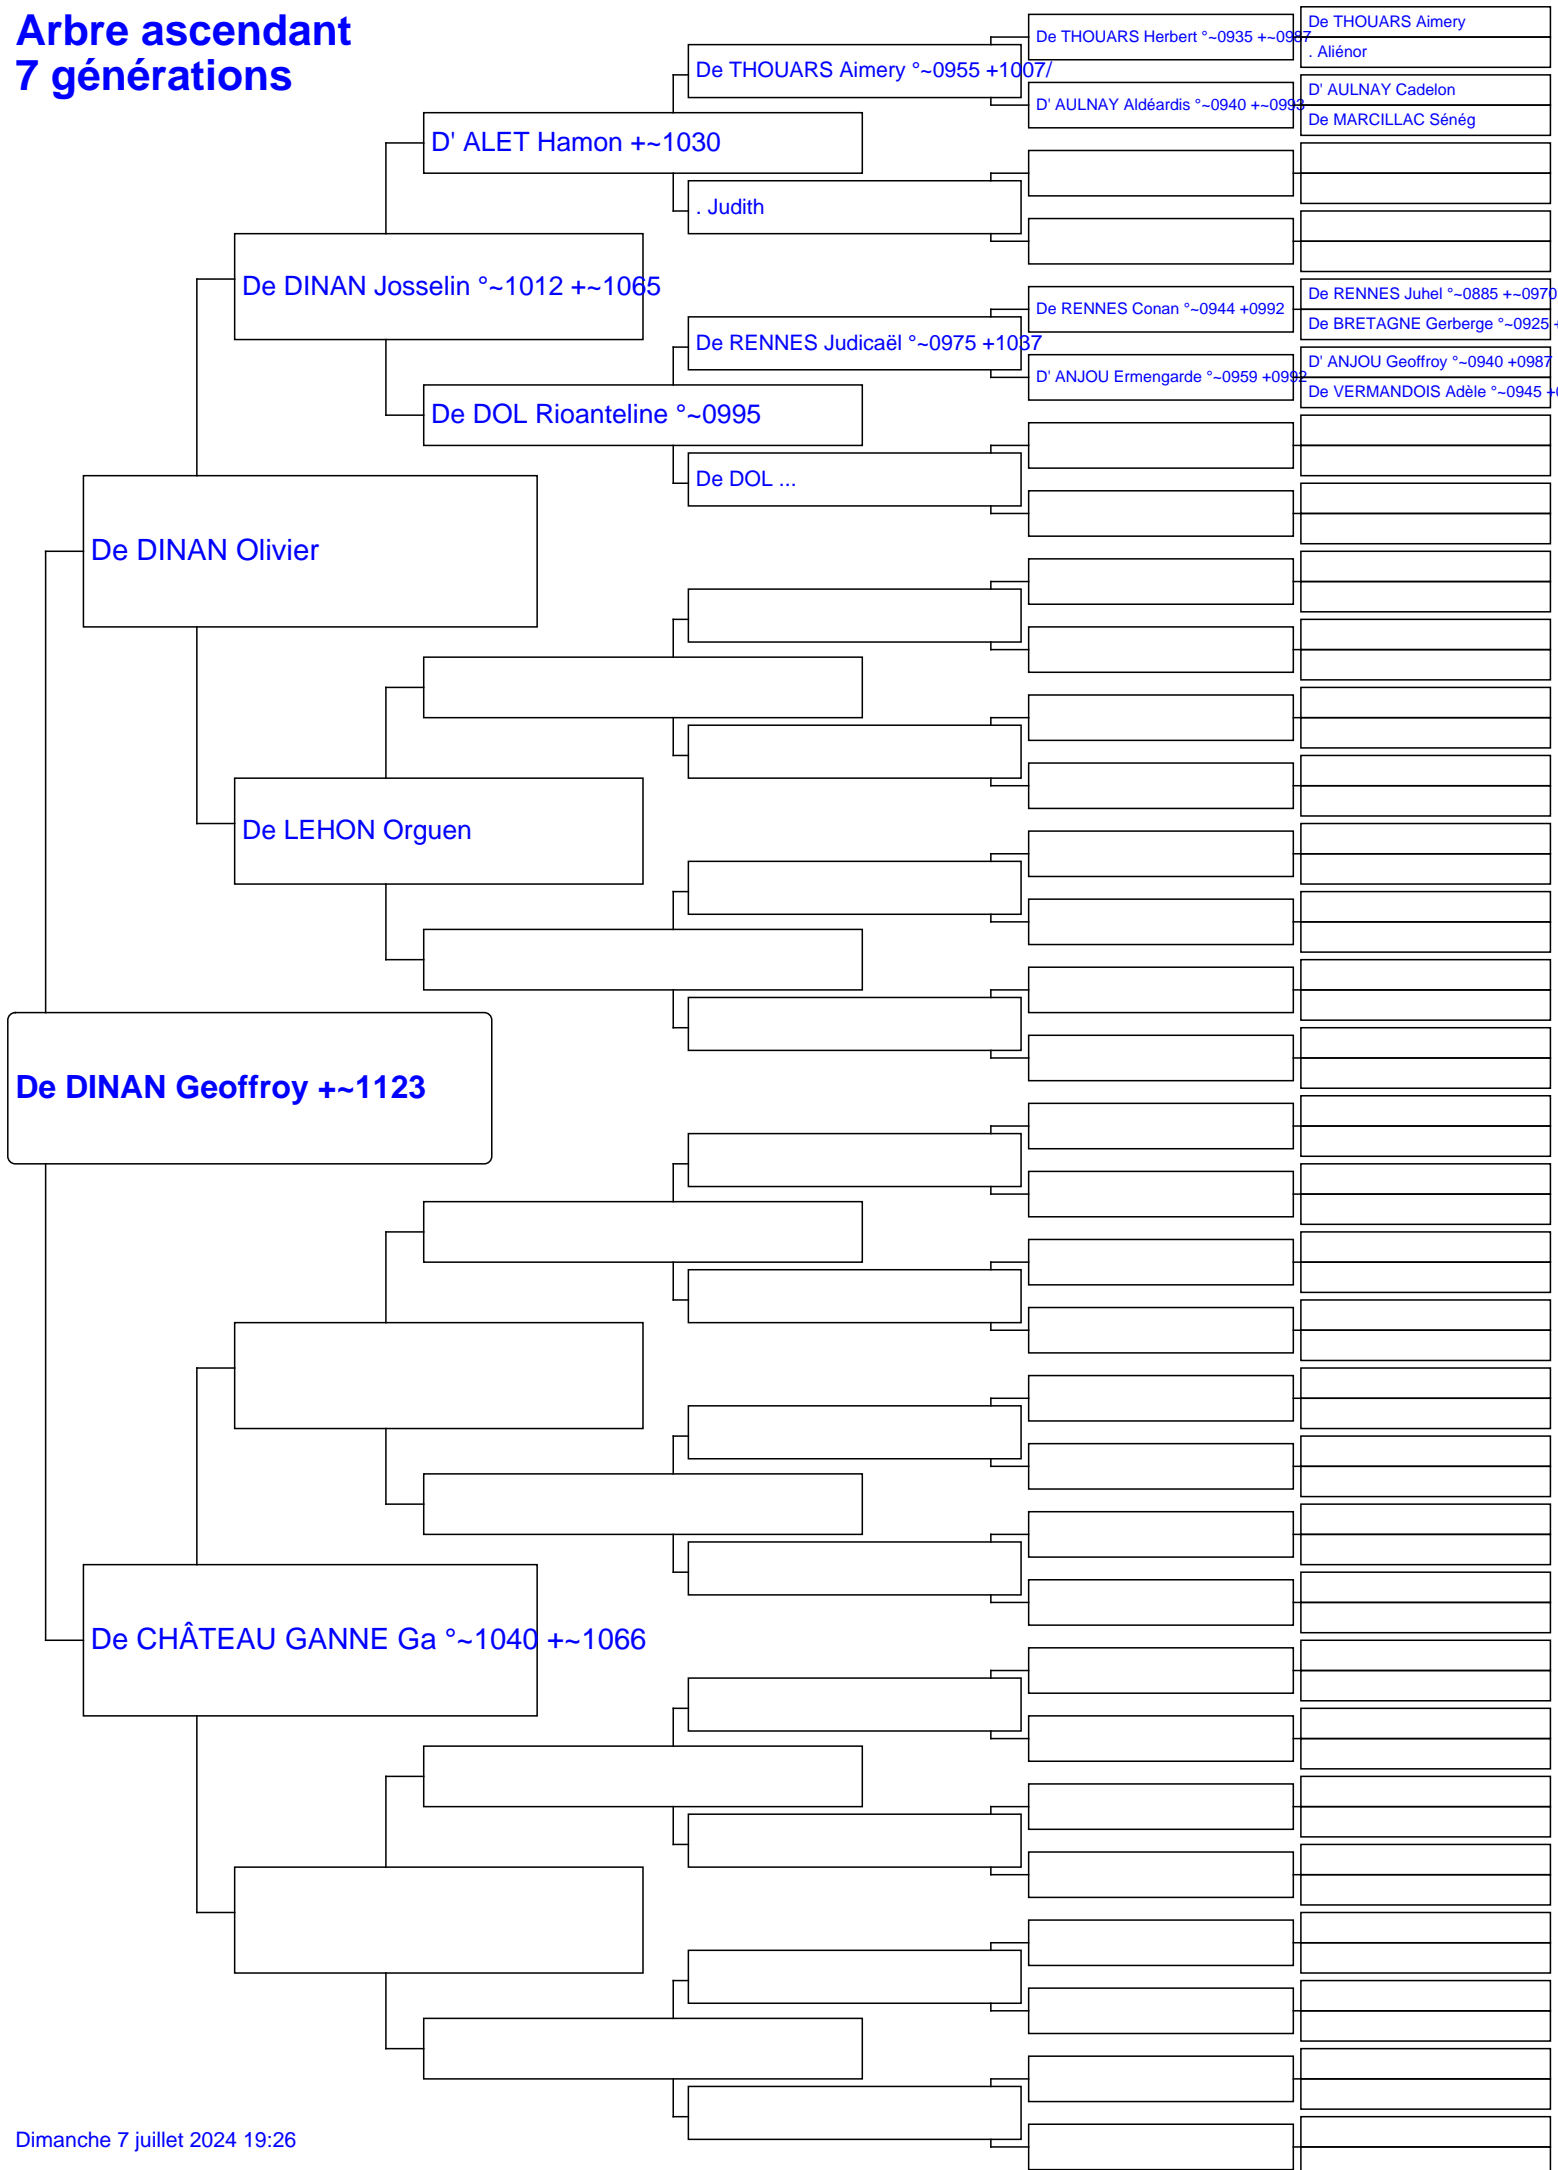 Arbre ascendant
7 générations
De THOUARS Aimery
De THOUARS Herbert °~0935 +~0987
. Aliénor
De THOUARS Aimery °~0955 +1007/
D' AULNAY Cadelon
D' AULNAY Aldéardis °~0940 +~0993
De MARCILLAC Sénég
D' ALET Hamon +~1030
. Judith
De DINAN Josselin °~1012 +~1065
De RENNES Juhel °~0885 +~0970
De RENNES Conan °~0944 +0992
De BRETAGNE Gerberge °~0925 +
De RENNES Judicaël °~0975 +1037
D' ANJOU Geoffroy °~0940 +0987
D' ANJOU Ermengarde °~0959 +0992
De VERMANDOIS Adèle °~0945 +
De DOL Rioanteline °~0995
De DOL ...
De DINAN Olivier
De LEHON Orguen
De DINAN Geoffroy +~1123
De CHÂTEAU GANNE Ga °~1040 +~1066
Dimanche 7 juillet 2024 19:26